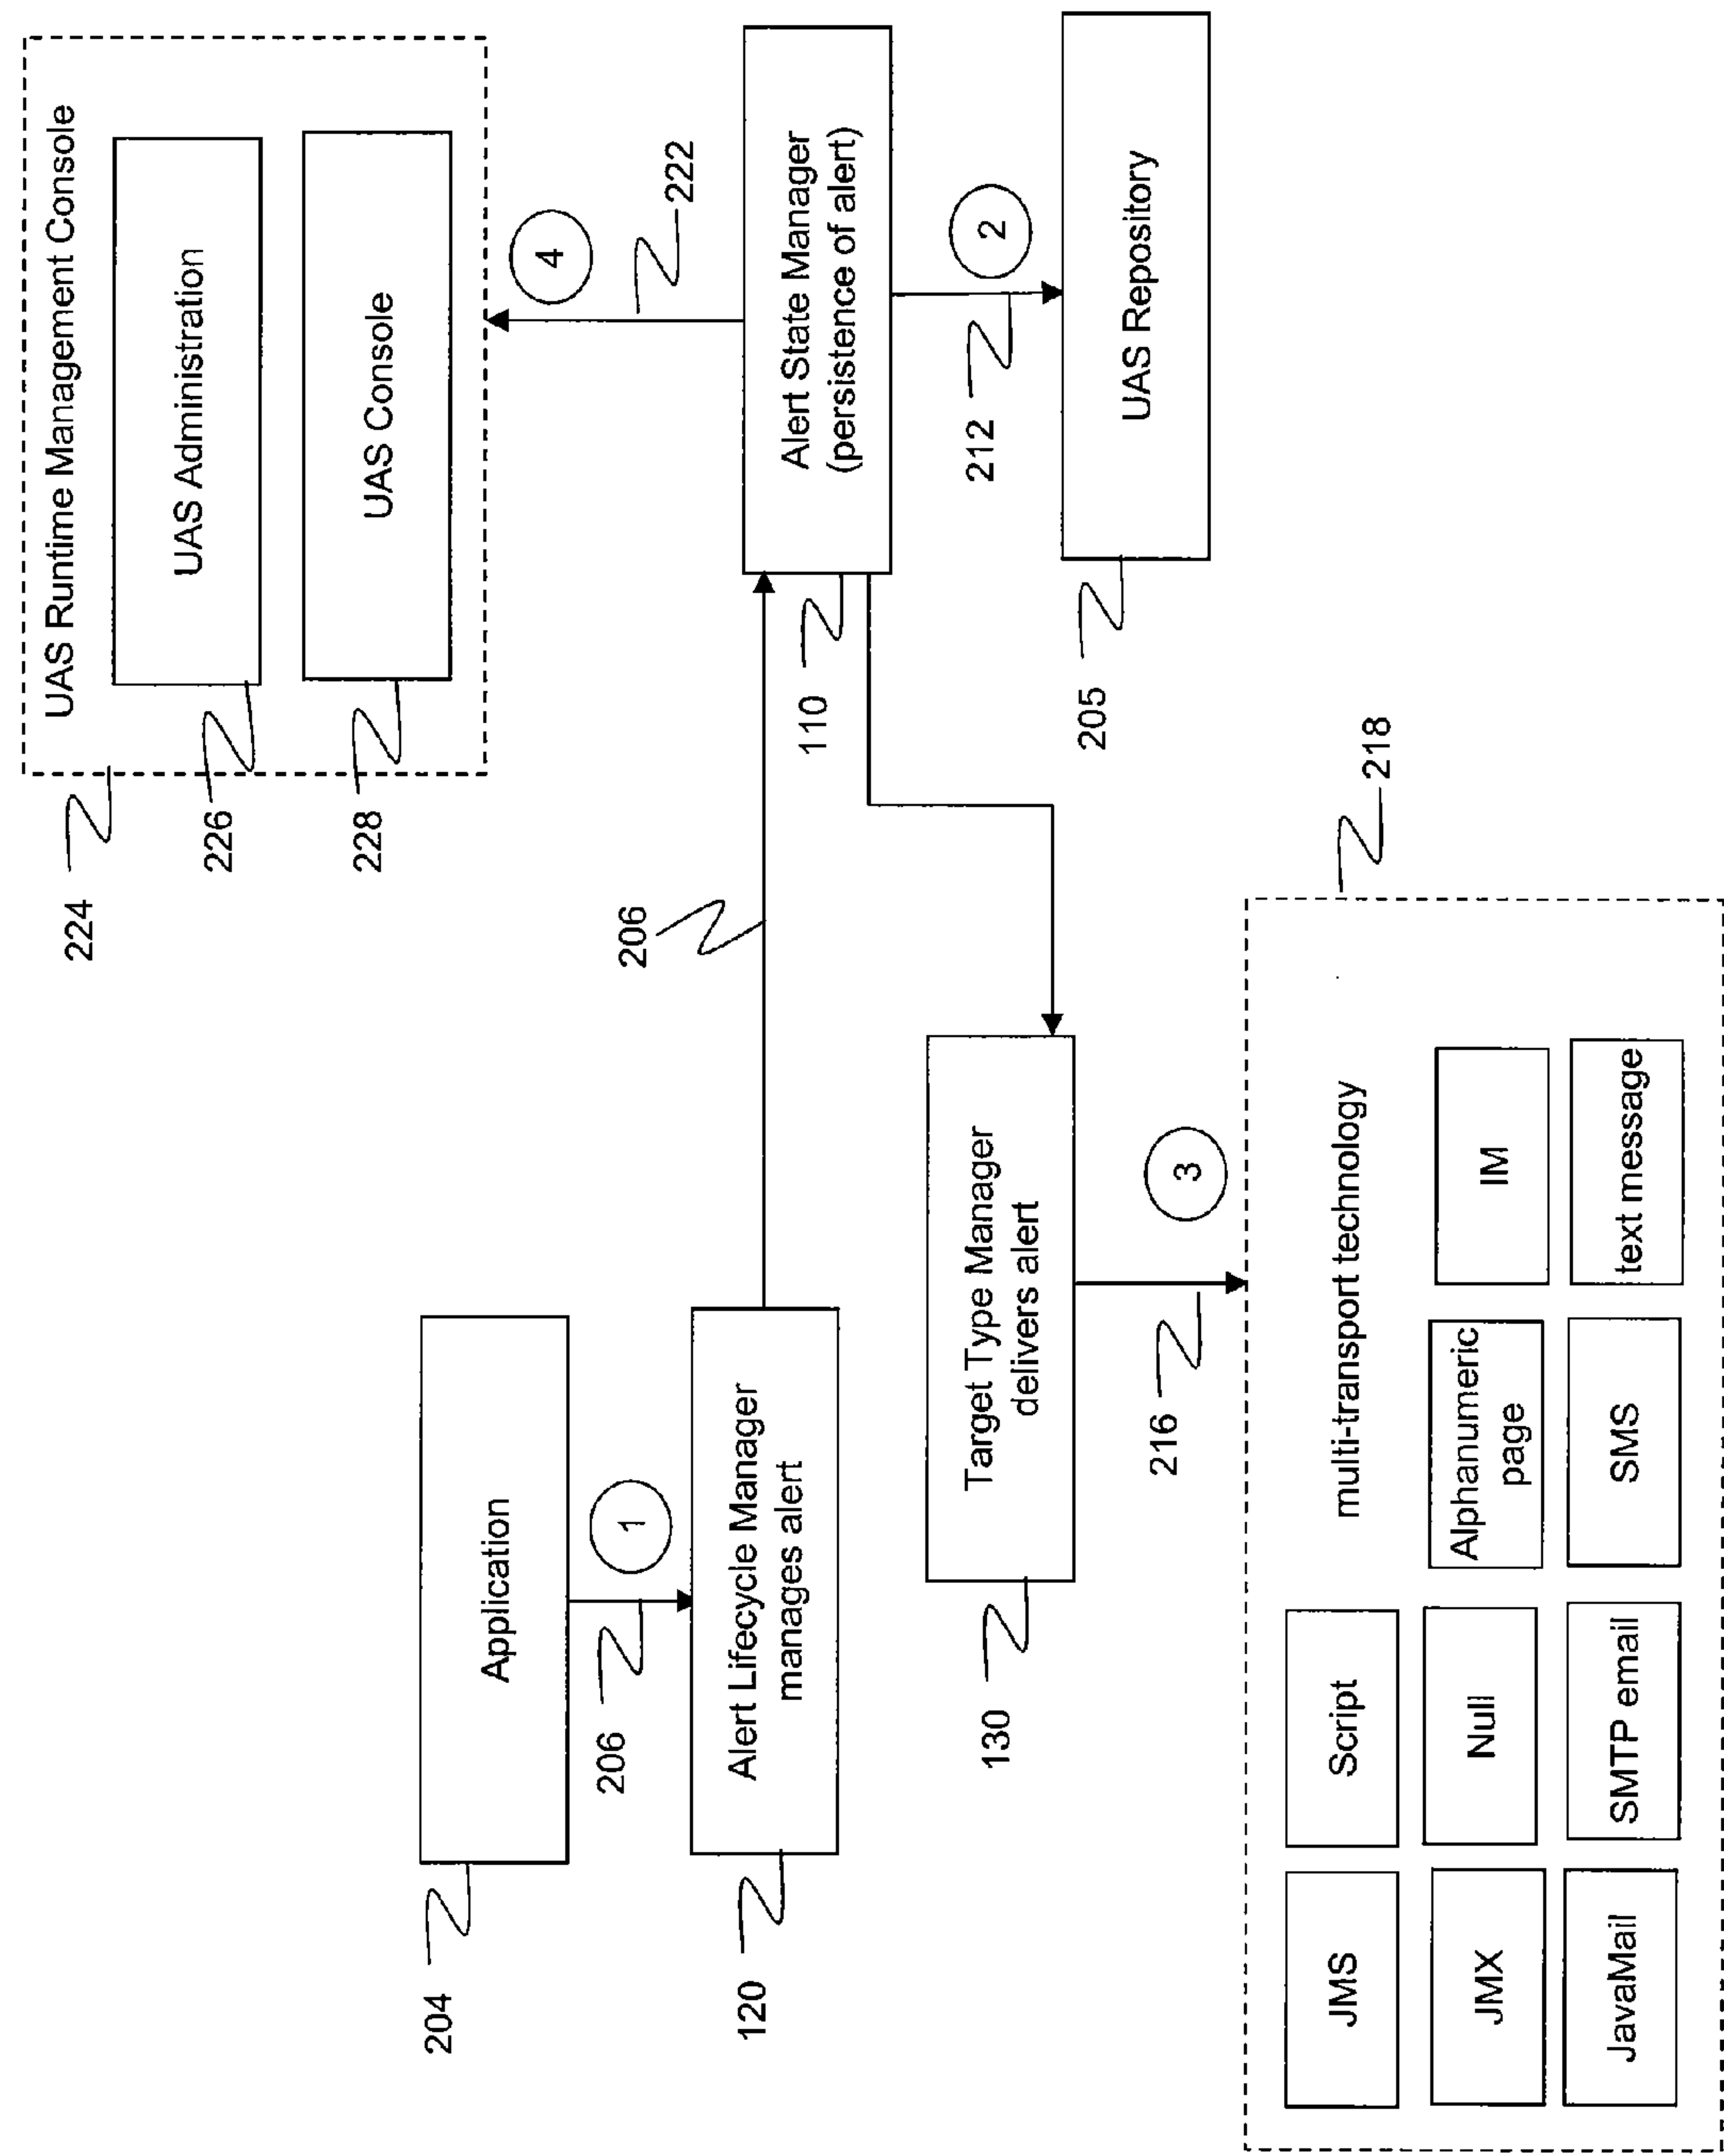 UAS Runtime Management Console
224
UAS Administration
226
UAS Console
228
4
222
204
Application
1
206
120
Alert Lifecycle Manager
manages alert
206
Alert State Manager
(persistence of alert)
110
2
212
UAS Repository
205
Target Type Manager
delivers alert
130
3
216
218
multi-transport technology
JMS
Script
JMX
Null
Alphanumeric
page
IM
JavaMail
SMTP email
SMS
text message